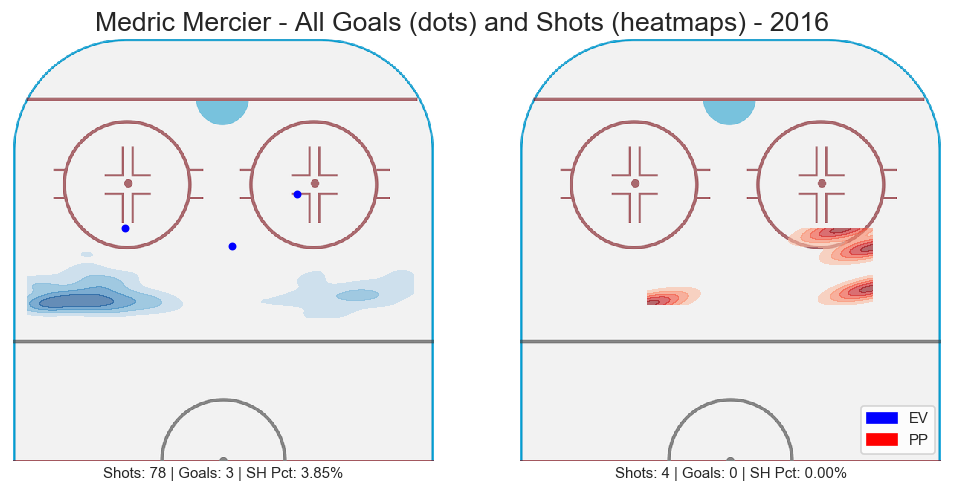 Medric Mercier - All Goals (dots) and Shots (heatmaps) - 2016
EV
PP
Shots: 78 | Goals: 3 | SH Pct: 3.85%
Shots: 4 | Goals: 0 | SH Pct: 0.00%